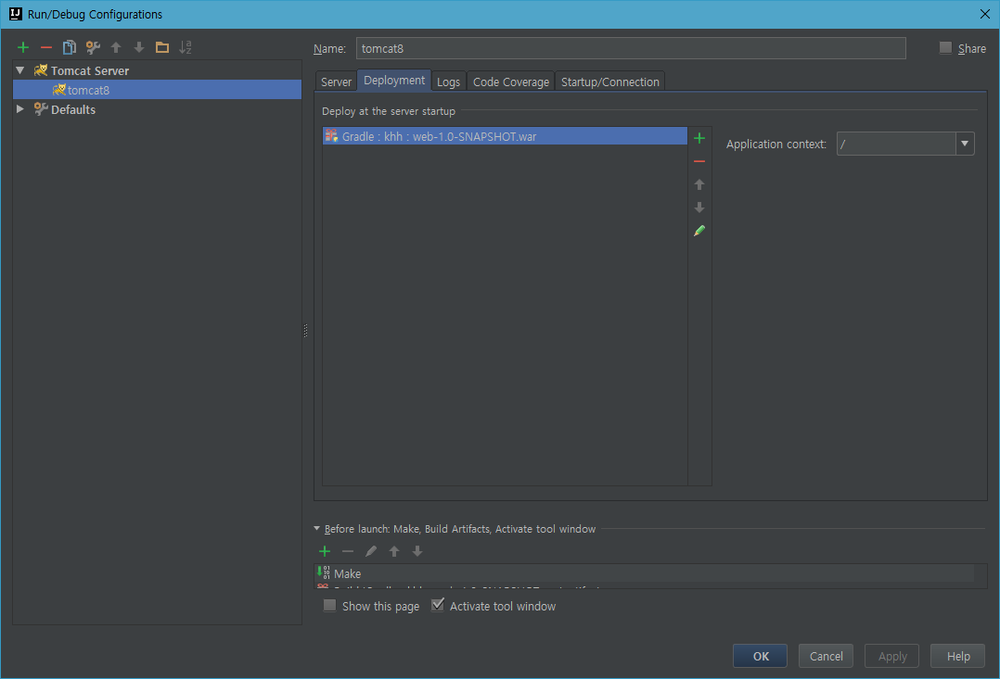 Run/Debug Configurations
Name: tomcat8
Share
Tomcat Server
tomcat8
Defaults
Server Deployment Logs Code Coverage Startup/Connection
Deploy at the server startup
Gradle : khh : web-1.0-SNAPSHOT.war
Application context: /
Before launch: Make, Build Artifacts, Activate tool window
Make
Show this page Activate tool window
OK Cancel Apply Help